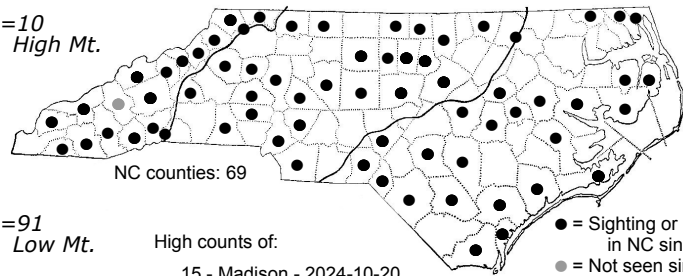 =10
High Mt.
NC counties: 69
=91
Low Mt.
High counts of:
15 - Madison - 2024-10-20
● = Sighting or
in NC sin
● = Not seen si